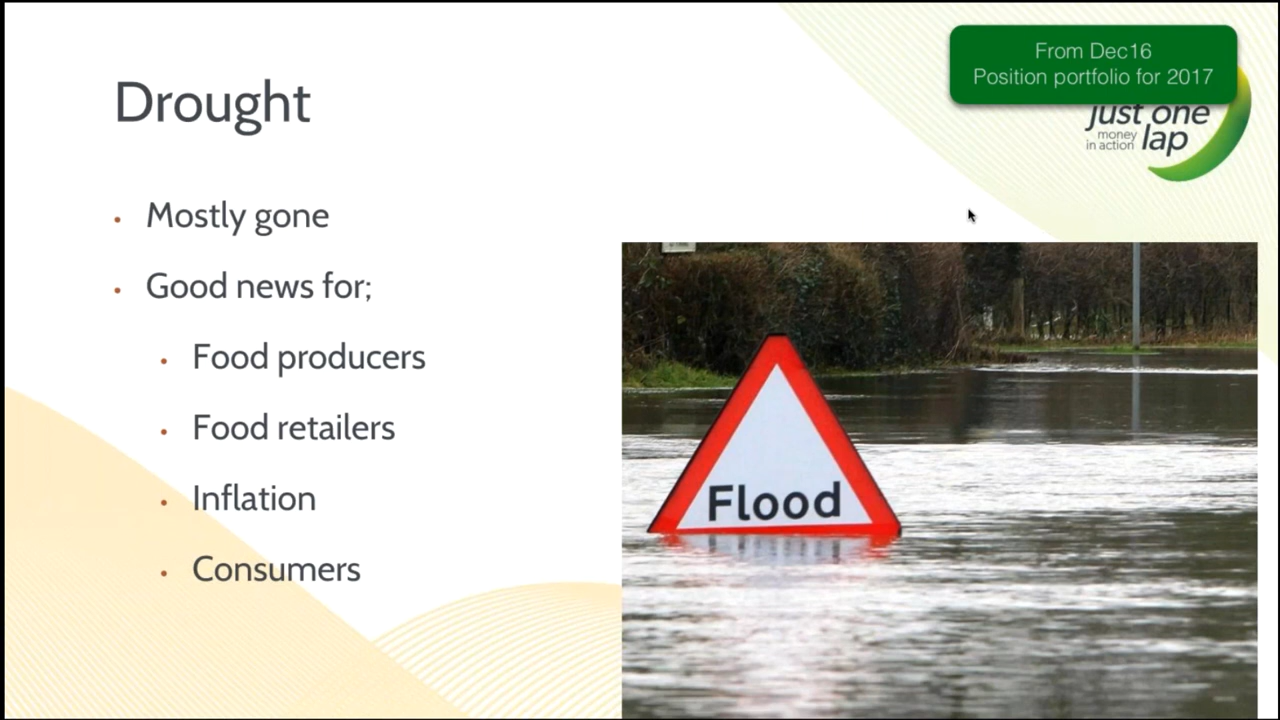 From Dec16
Position portfolio for 2017
just one
money
in action
lap
Drought
Mostly gone
Good news for;
Food producers
Food retailers
Inflation
Consumers
Flood